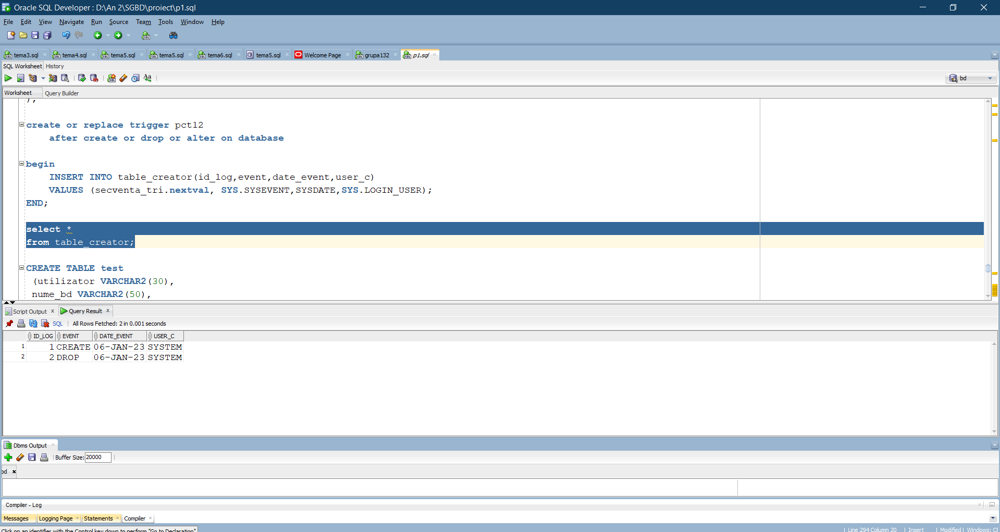 Oracle SQL Developer : D:\An 2\SGBD\proiect\p1.sql
File Edit View Navigate Run Source Team Tools Window Help
tema3.sql tema4.sql tema5.sql tema5.sql tema6.sql tema5.sql Welcome Page grupa132 p1.sql
SQL Worksheet History
bd
Worksheet Query Builder
);
create or replace trigger pct12
after create or drop or alter on database
begin
INSERT INTO table_creator(id_log,event,date_event,user_c)
VALUES (secventa_tri.nextval, SYS.SYSEVENT,SYSDATE,SYS.LOGIN_USER);
END;
select *
from table_creator;
CREATE TABLE test
(utilizator VARCHAR2(30),
nume_bd VARCHAR2(50),
Script Output x Query Result x
SQL | All Rows Fetched: 2 in 0.001 seconds
ID_LOG EVENT DATE_EVENT USER_C
1 1 CREATE 06-JAN-23 SYSTEM
2 2 DROP 06-JAN-23 SYSTEM
Dbms Output
Buffer Size: 20000
bd x
Compiler - Log
Messages Logging Page Statements Compiler
Click on an identifier with the Control key down to perform "Go to Declaration"
| Line 294 Column 20 | Insert | Modified | Windows: CF